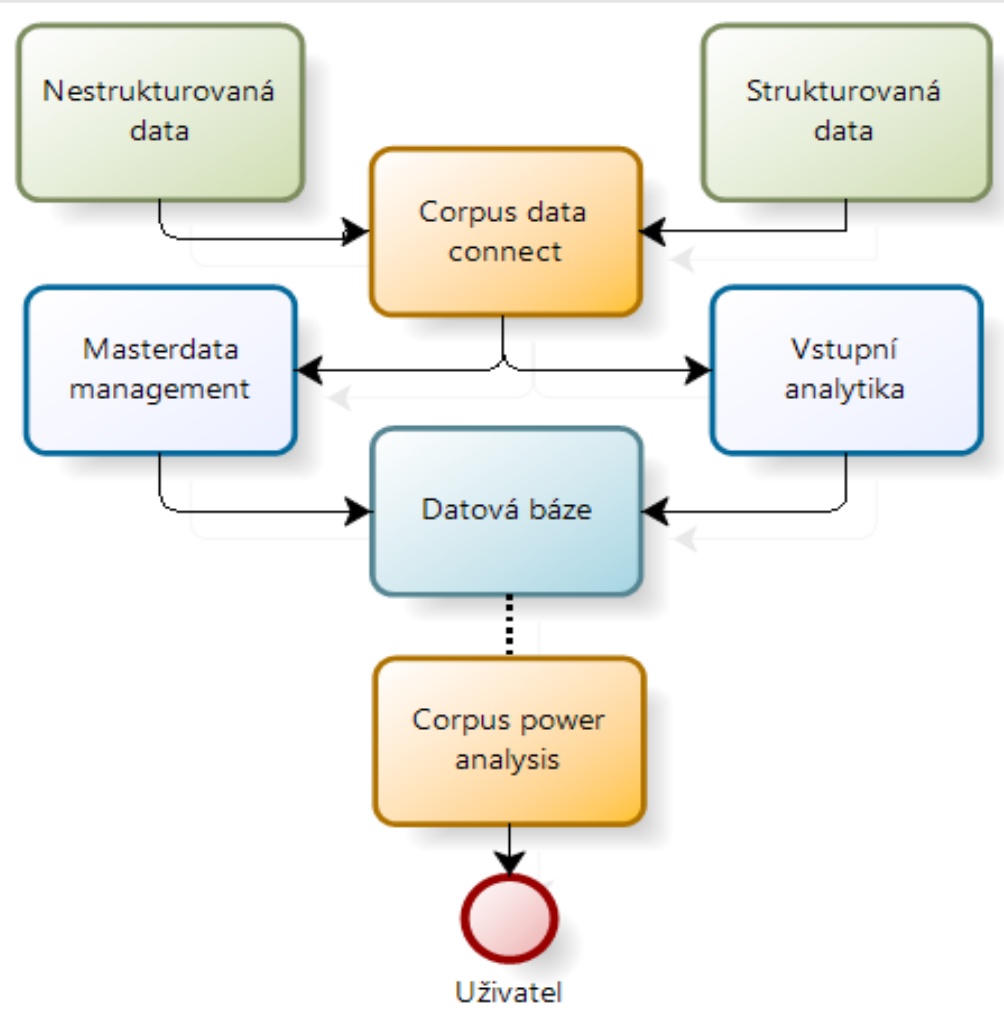 Nestrukturovaná
data
Strukturovaná
data
Corpus data
connect
Masterdata
management
Vstupní
analytika
Datová báze
Corpus power
analysis
Uživatel